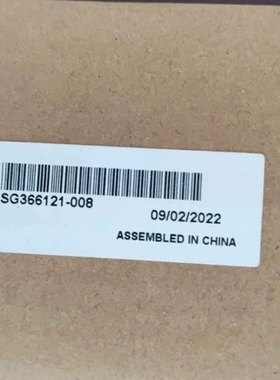 SG366121-008
09/02/2022
ASSEMBLED IN CHINA